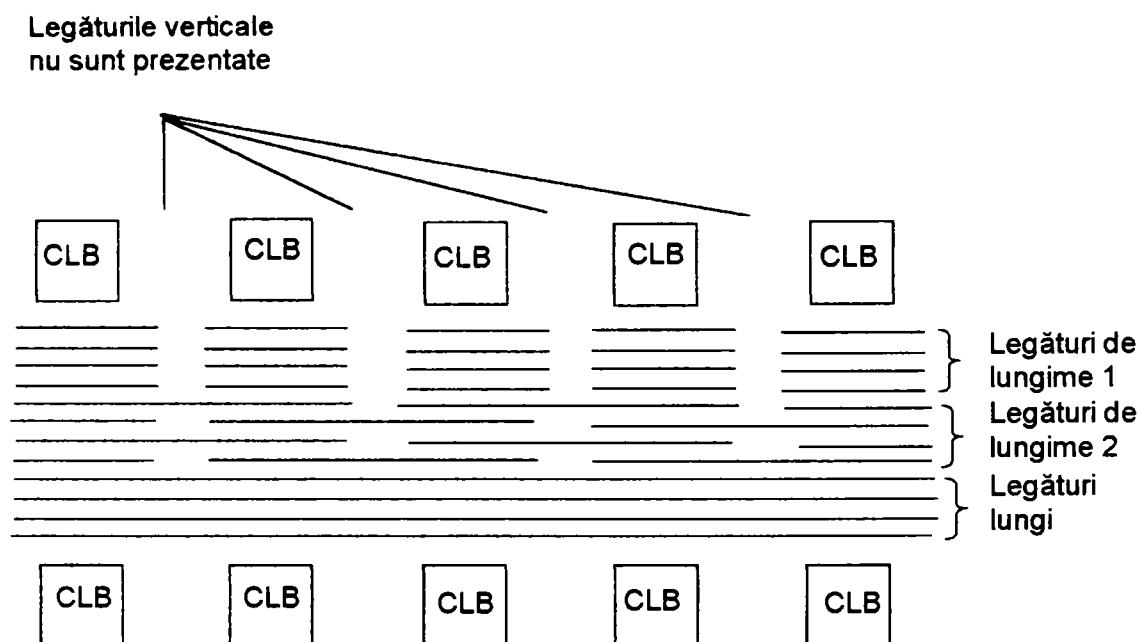 Legăturile verticale
nu sunt prezentate
CLB CLB CLB CLB CLB
Legături de
lungime 1
Legături de
lungime 2
Legături
lungi
CLB CLB CLB CLB CLB